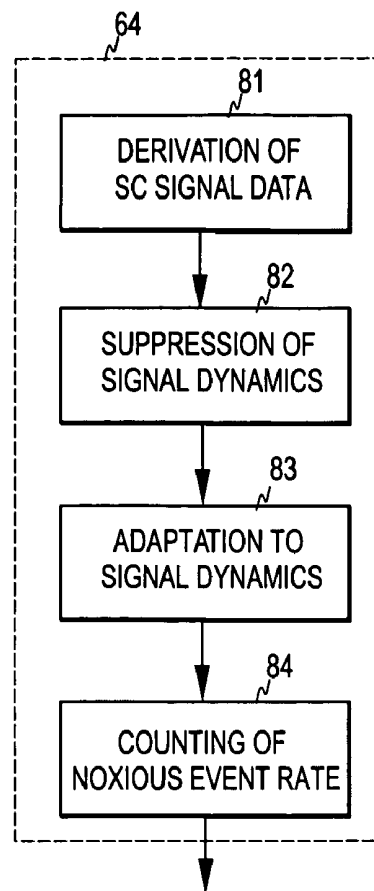 64
81
DERIVATION OF
SC SIGNAL DATA
82
SUPPRESSION OF
SIGNAL DYNAMICS
83
ADAPTATION TO
SIGNAL DYNAMICS
84
COUNTING OF
NOXIOUS EVENT RATE